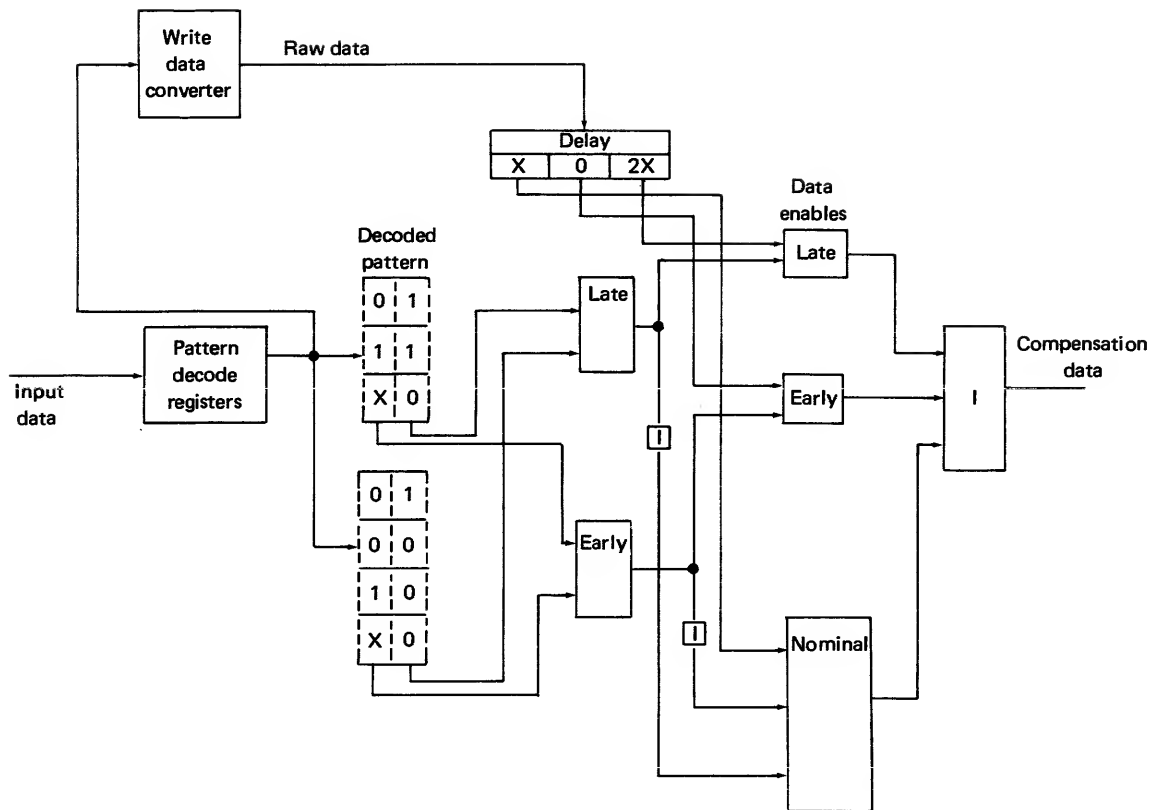 Write
data
converter
Raw data
Delay
X 0 2X
Data
enables
Late
Decoded
pattern
0 1
1 1
X 0
Late
Pattern
decode
registers
Input
data
Early
I
Compensation
data
I
0 1
0 0
1 0
X 0
Early
I
Nominal